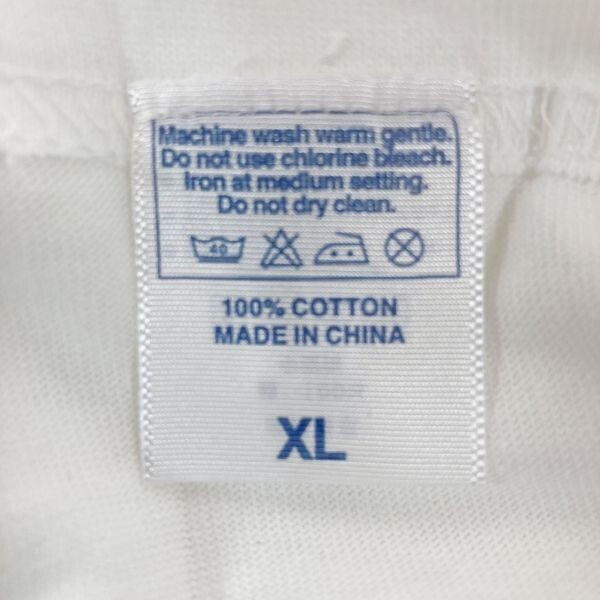 Machine wash warm gentle.
Do not use chlorine bleach.
Iron at medium setting.
Do not dry clean.
40
100% COTTON
MADE IN CHINA
XL